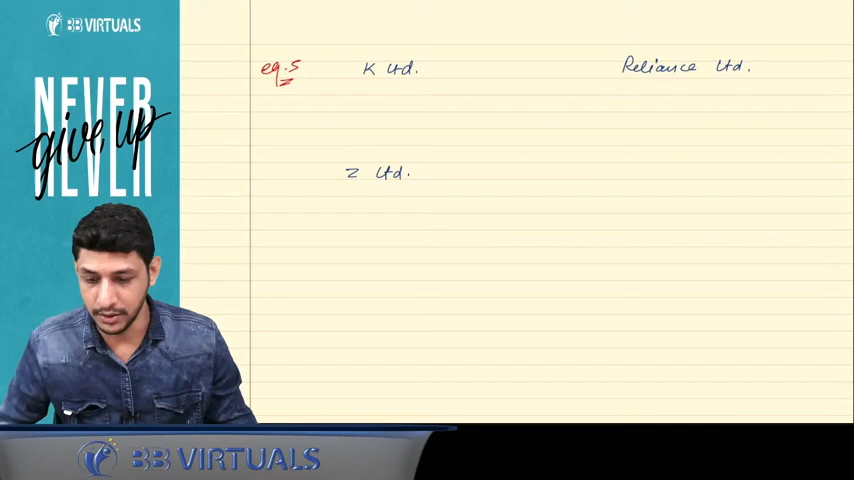 BB VIRTUALS
NEVER
give up
NEVER
eg.5 K Ltd. Reliance Ltd.
Z Ltd.
BB VIRTUALS